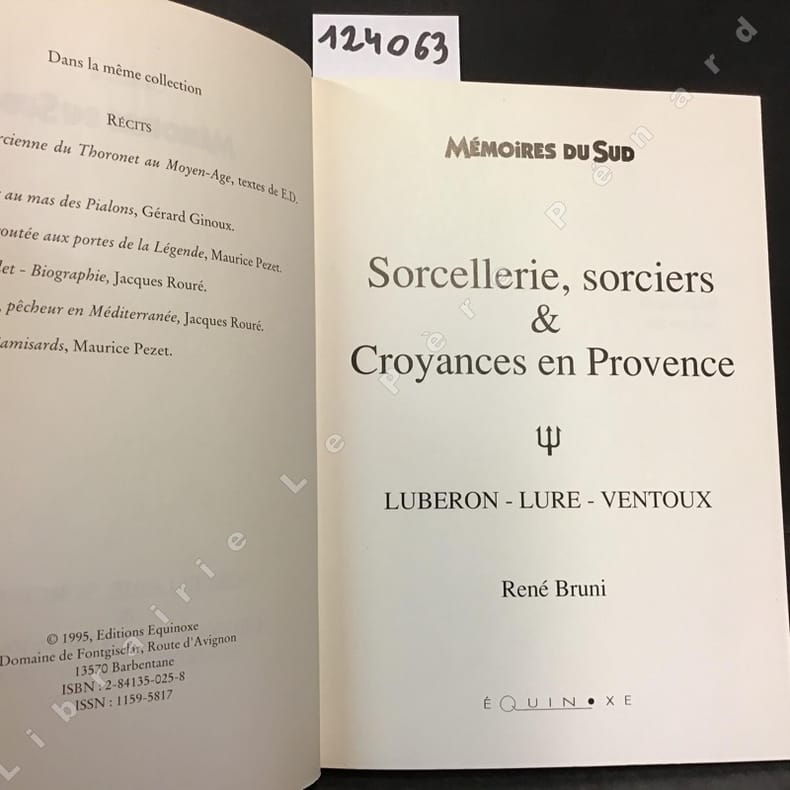 124063
Dans la même collection
RÉCITS
rcienne du Thoronet au Moyen-Age, textes de E.D.
au mas des Pialons, Gérard Ginoux.
outée aux portes de la Légende, Maurice Pezet.
let - Biographie, Jacques Rouré.
, pêcheur en Méditerranée, Jacques Rouré.
amisards, Maurice Pezet.
© 1995, Editions Equinoxe
Domaine de Fontgisclar, Route d'Avignon
13570 Barbentane
ISBN : 2-84135-025-8
ISSN : 1159-5817
MÉMOIRES DU SUD
Sorcellerie, sorciers
&
Croyances en Provence
LUBERON - LURE - VENTOUX
René Bruni
ÉQUINOXE
Librairie Le Père Pénard